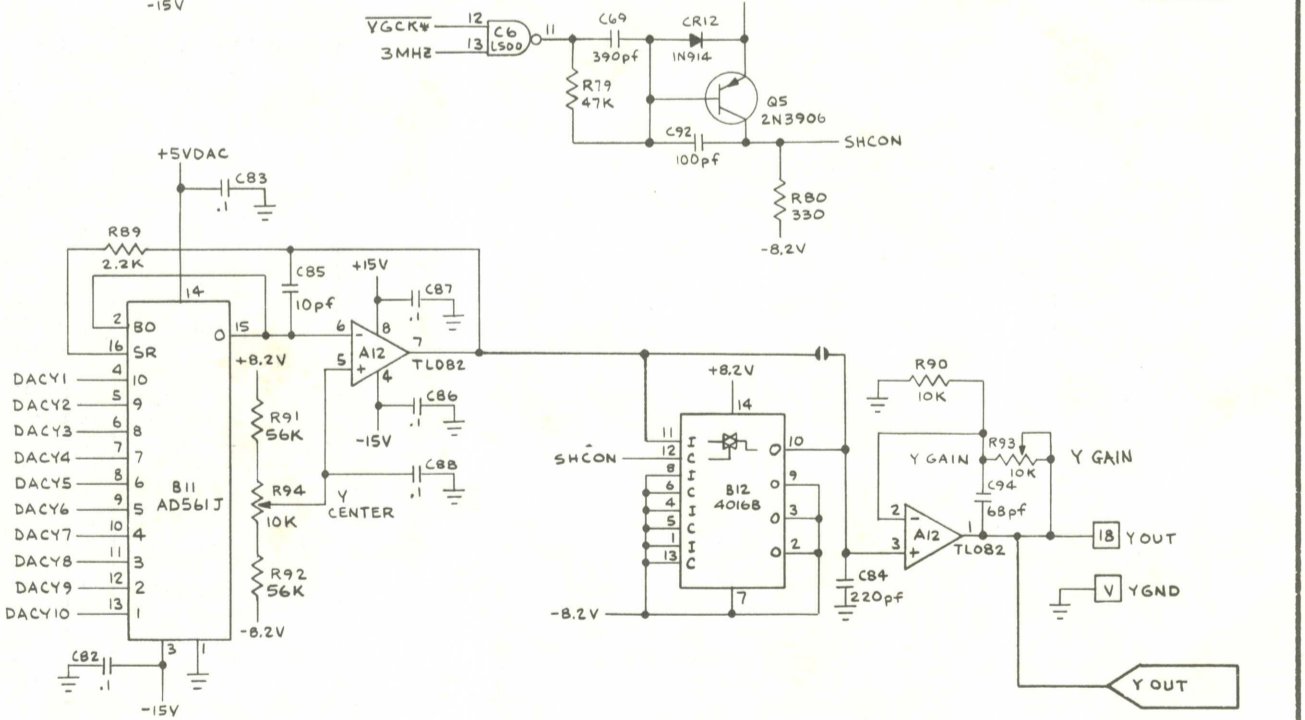 -15V
YGCK*
12
3MHZ
13
C6
LS00
11
C69
390pf
CR12
1N914
R79
47K
Q5
2N3906
C92
100pf
SHCON
R80
330
-8.2V
+5VDAC
C83
.1
R89
2.2K
C85
10pf
+15V
C87
.1
14
2
BO
O
15
6
-
8
7
16
SR
5
+
A12
4
TL082
+8.2V
DACY1
4
10
DACY2
5
9
DACY3
6
8
DACY4
7
7
DACY5
8
6
DACY6
9
5
DACY7
10
4
DACY8
11
3
DACY9
12
2
DACY10
13
1
B11
AD561J
3
1
C82
.1
-15V
R91
56K
R94
10K
R92
56K
-8.2V
-15V
C86
.1
C88
.1
Y
CENTER
+8.2V
14
11
I
SHCON
12
C
8
I
6
C
4
I
5
C
1
I
13
C
B12
4016B
O
10
O
9
O
3
O
2
7
-8.2V
C84
220pf
R90
10K
Y GAIN
R93
10K
Y GAIN
C94
68pf
2
-
3
+
A12
1
TL082
18
YOUT
V
YGND
Y OUT